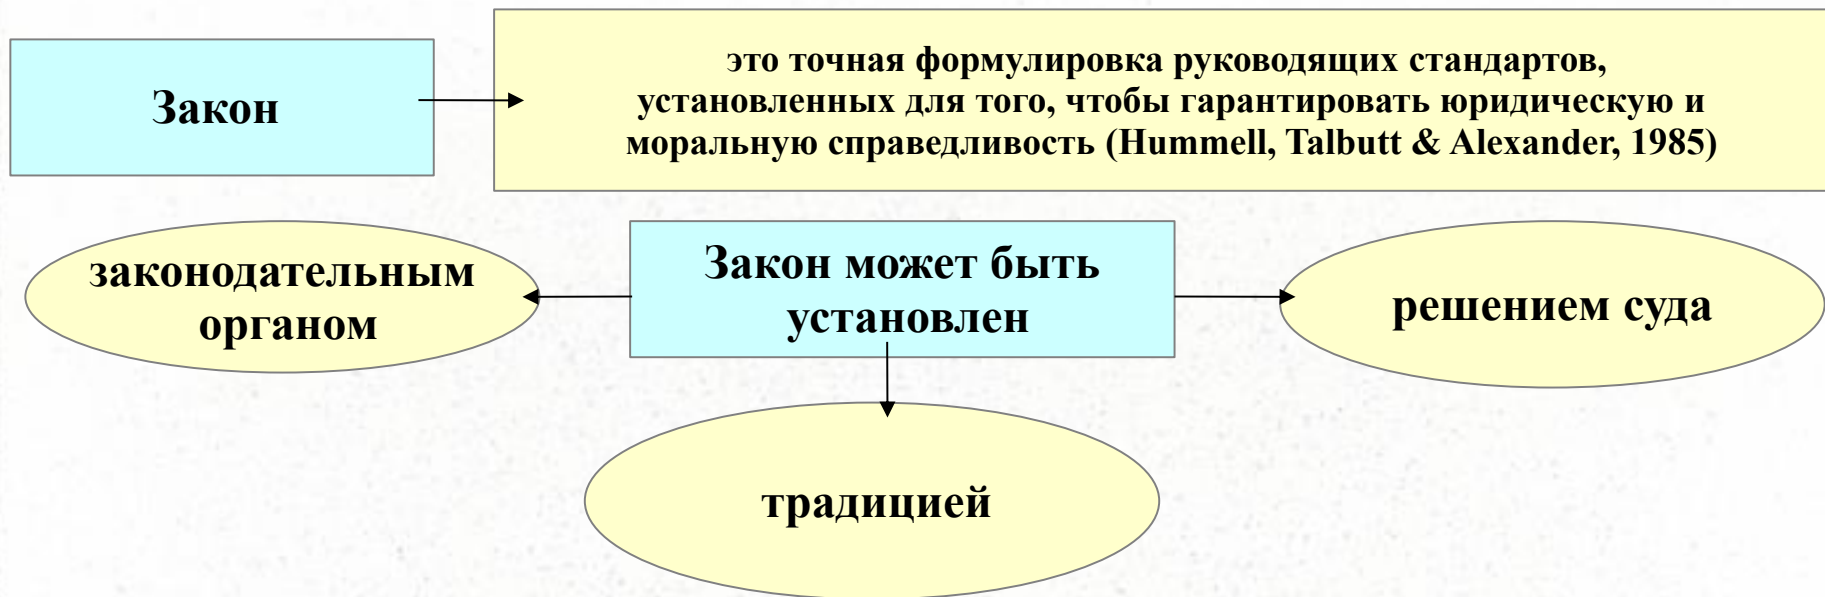 Закон
это точная формулировка руководящих стандартов,
установленных для того, чтобы гарантировать юридическую и
моральную справедливость (Hummell, Talbutt & Alexander, 1985)
законодательным
органом
Закон может быть
установлен
решением суда
традицией